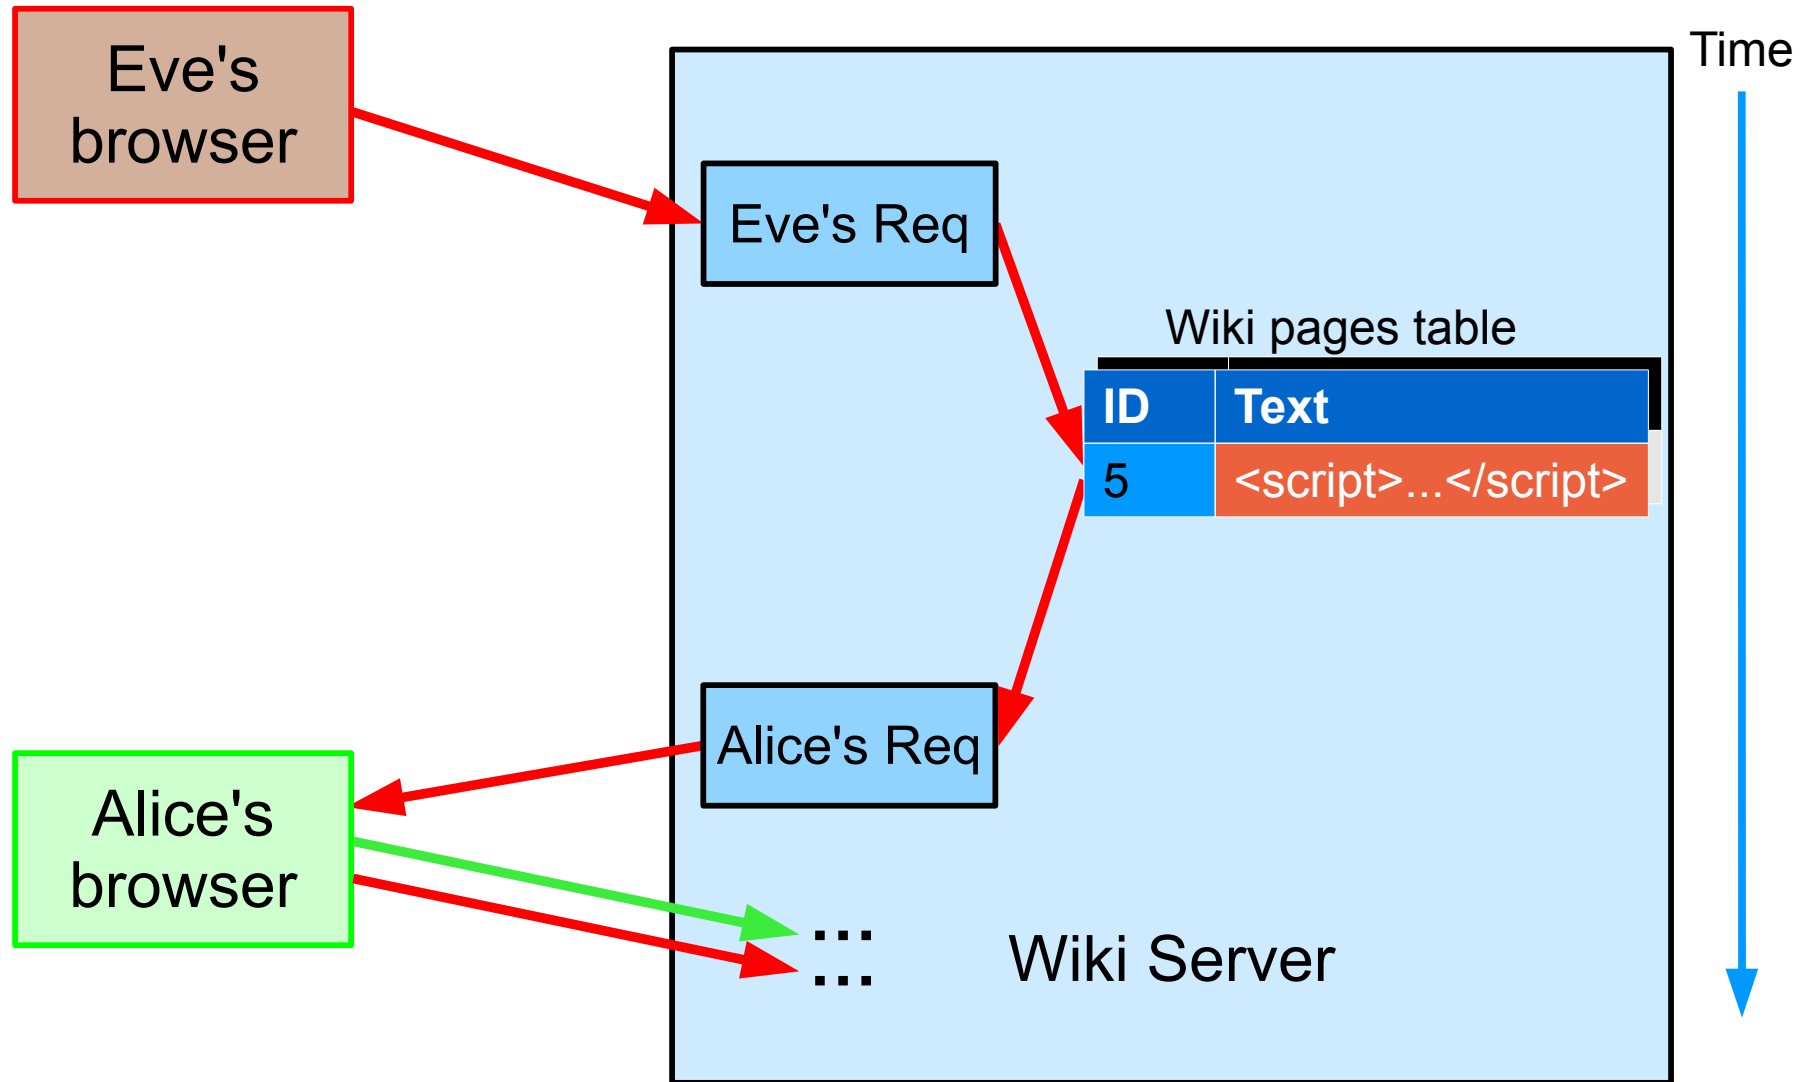 Eve's
browser
Time
Eve's Req
Wiki pages table
ID Text
5 <script>...</script>
Alice's Req
Alice's
browser
...
...
Wiki Server